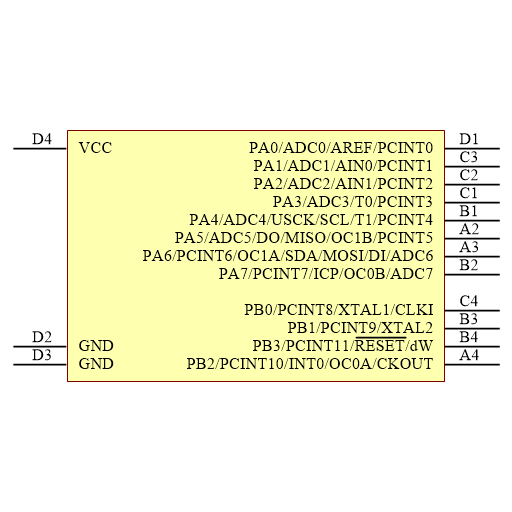 D4 VCC PA0/ADC0/AREF/PCINT0 D1
PA1/ADC1/AIN0/PCINT1 C3
PA2/ADC2/AIN1/PCINT2 C2
PA3/ADC3/T0/PCINT3 C1
PA4/ADC4/USCK/SCL/T1/PCINT4 B1
PA5/ADC5/DO/MISO/OC1B/PCINT5 A2
PA6/PCINT6/OC1A/SDA/MOSI/DI/ADC6 A3
PA7/PCINT7/ICP/OC0B/ADC7 B2
PB0/PCINT8/XTAL1/CLKI C4
PB1/PCINT9/XTAL2 B3
D2 GND PB3/PCINT11/RESET/dW B4
D3 GND PB2/PCINT10/INT0/OC0A/CKOUT A4